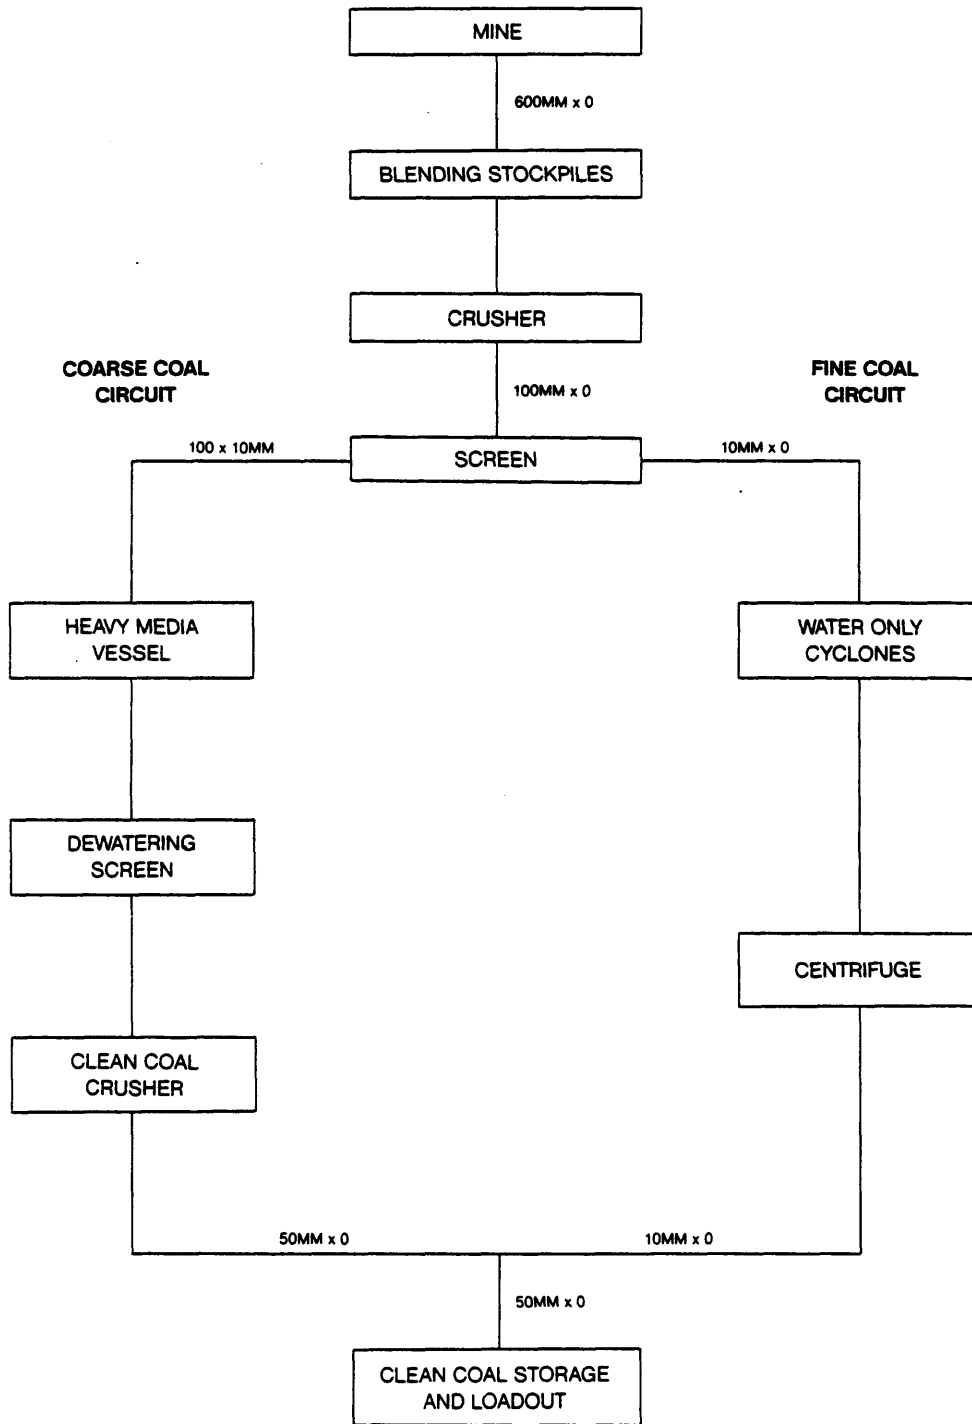 MINE
600MM x 0
BLENDING STOCKPILES
CRUSHER
COARSE COAL
CIRCUIT
100MM x 0
FINE COAL
CIRCUIT
100 x 10MM
SCREEN
10MM x 0
HEAVY MEDIA
VESSEL
WATER ONLY
CYCLONES
DEWATERING
SCREEN
CENTRIFUGE
CLEAN COAL
CRUSHER
50MM x 0
10MM x 0
50MM x 0
CLEAN COAL STORAGE
AND LOADOUT